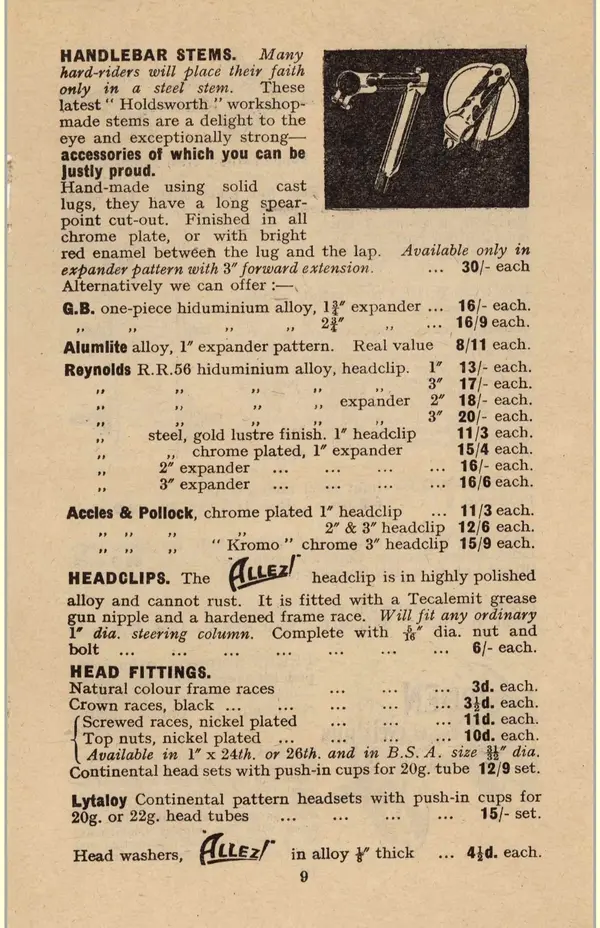 HANDLEBAR STEMS. Many
hard-riders will place their faith
only in a steel stem. These
latest “ Holdsworth ” workshop-
made stems are a delight to the
eye and exceptionally strong—
accessories of which you can be
justly proud.
Hand-made using solid cast
lugs, they have a long spear-
point cut-out. Finished in all
chrome plate, or with bright
red enamel between the lug and the lap. Available only in
expander pattern with 3″ forward extension. ... 30/- each
Alternatively we can offer :—
G.B. one-piece hiduminium alloy, 1¾″ expander ... 16/- each.
,, ,, ,, ,, 2¾″ ,, ... 16/9 each.
Alumlite alloy, 1″ expander pattern. Real value 8/11 each.
Reynolds R.R.56 hiduminium alloy, headclip. 1″ 13/- each.
,, ,, ,, ,, ,, 3″ 17/- each.
,, ,, ,, ,, expander 2″ 18/- each.
,, ,, ,, ,, ,, 3″ 20/- each.
,, steel, gold lustre finish. 1″ headclip 11/3 each.
,, ,, chrome plated, 1″ expander 15/4 each.
,, 2″ expander ... ... ... ... 16/- each.
,, 3″ expander ... ... ... ... 16/6 each.
Accles & Pollock, chrome plated 1″ headclip ... 11/3 each.
,, ,, ,, ,, 2″ & 3″ headclip 12/6 each.
,, ,, ,, “ Kromo ” chrome 3″ headclip 15/9 each.
HEADCLIPS. The "ALLEZ!" headclip is in highly polished
alloy and cannot rust. It is fitted with a Tecalemit grease
gun nipple and a hardened frame race. Will fit any ordinary
1″ dia. steering column. Complete with 5/16″ dia. nut and
bolt ... ... ... ... ... ... ... 6/- each.
HEAD FITTINGS.
Natural colour frame races ... ... ... 3d. each.
Crown races, black ... ... ... ... ... 3½d. each.
Screwed races, nickel plated ... ... ... 11d. each.
Top nuts, nickel plated ... ... ... ... 10d. each.
Available in 1″ x 24th. or 26th. and in B.S.A. size 31/32″ dia.
Continental head sets with push-in cups for 20g. tube 12/9 set.
Lytaloy Continental pattern headsets with push-in cups for
20g. or 22g. head tubes ... ... ... ... 15/- set.
Head washers, "ALLEZ!" in alloy ⅛″ thick ... 4½d. each.
9